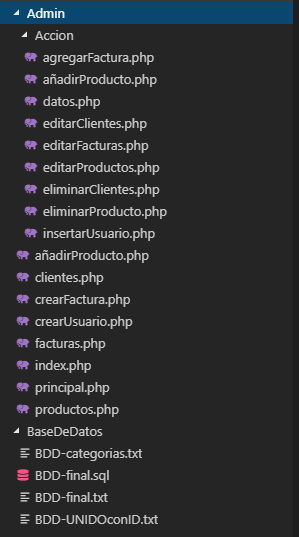 Admin
Accion
agregarFactura.php
añadirProducto.php
datos.php
editarClientes.php
editarFacturas.php
editarProductos.php
eliminarClientes.php
eliminarProducto.php
insertarUsuario.php
añadirProducto.php
clientes.php
crearFactura.php
crearUsuario.php
facturas.php
index.php
principal.php
productos.php
BaseDeDatos
BDD-categorias.txt
BDD-final.sql
BDD-final.txt
BDD-UNIDOconID.txt